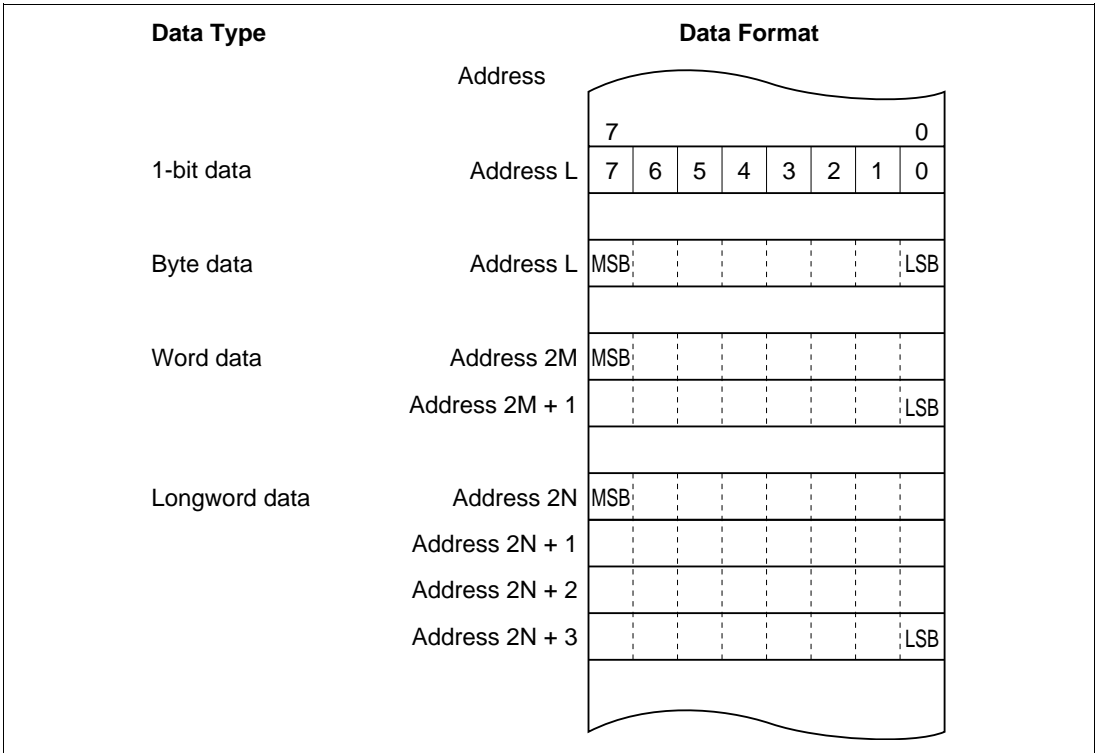 Data Type Data Format
Address
7 0
1-bit data Address L 7 6 5 4 3 2 1 0
Byte data Address L MSB LSB
Word data Address 2M MSB
Address 2M + 1 LSB
Longword data Address 2N MSB
Address 2N + 1
Address 2N + 2
Address 2N + 3 LSB